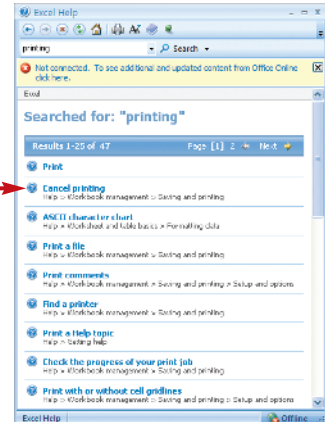 Excel Help
printing
Search
Not connected. To see additional and updated content from Office Online
click here.
Excel
Searched for: "printing"
Results 1-25 of 47 Page: [1] 2 Next
Print
Cancel printing
Help > Workbook management > Saving and printing
ASCII character chart
Help > Worksheet and table basics > Formatting data
Print a file
Help > Workbook management > Saving and printing
Print comments
Help > Workbook management > Saving and printing > Setup and options
Find a printer
Help > Workbook management > Saving and printing
Print a Help topic
Help > Getting help
Check the progress of your print job
Help > Workbook management > Saving and printing
Print with or without cell gridlines
Help > Workbook management > Saving and printing > Setup and options
Excel Help Offline